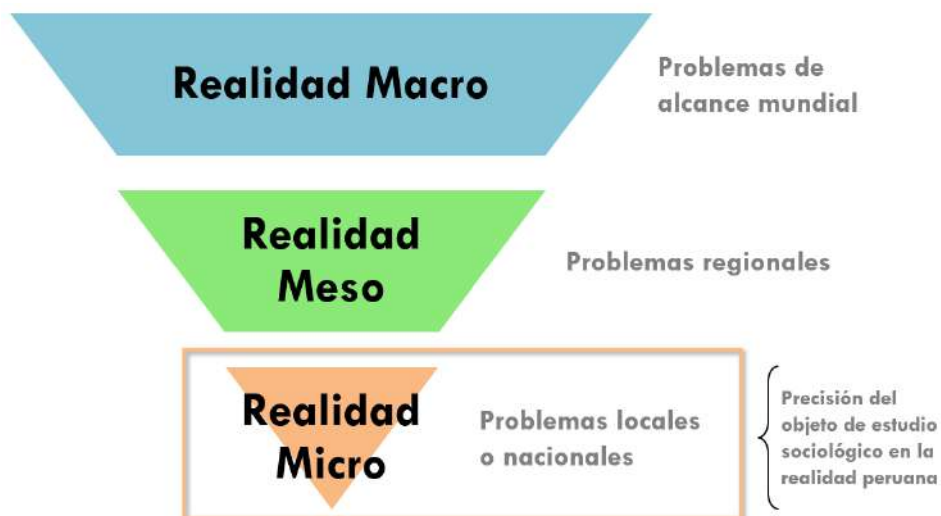 Realidad Macro
Problemas de
alcance mundial
Realidad
Meso
Problemas regionales
Realidad
Micro
Problemas locales
o nacionales
Precisión del
objeto de estudio
sociológico en la
realidad peruana